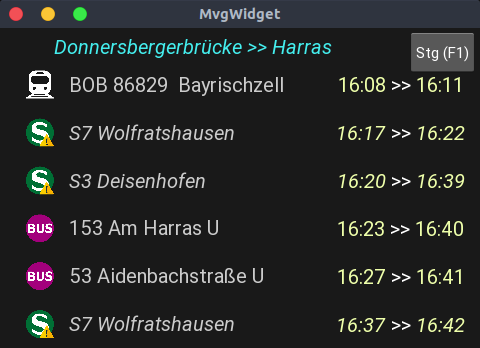 MvgWidget
Donnersbergerbrücke >> Harras
Stg (F1)
BOB 86829 Bayrischzell 16:08 >> 16:11
S S7 Wolfratshausen 16:17 >> 16:22
S S3 Deisenhofen 16:20 >> 16:39
BUS 153 Am Harras U 16:23 >> 16:40
BUS 53 Aidenbachstraße U 16:27 >> 16:41
S S7 Wolfratshausen 16:37 >> 16:42